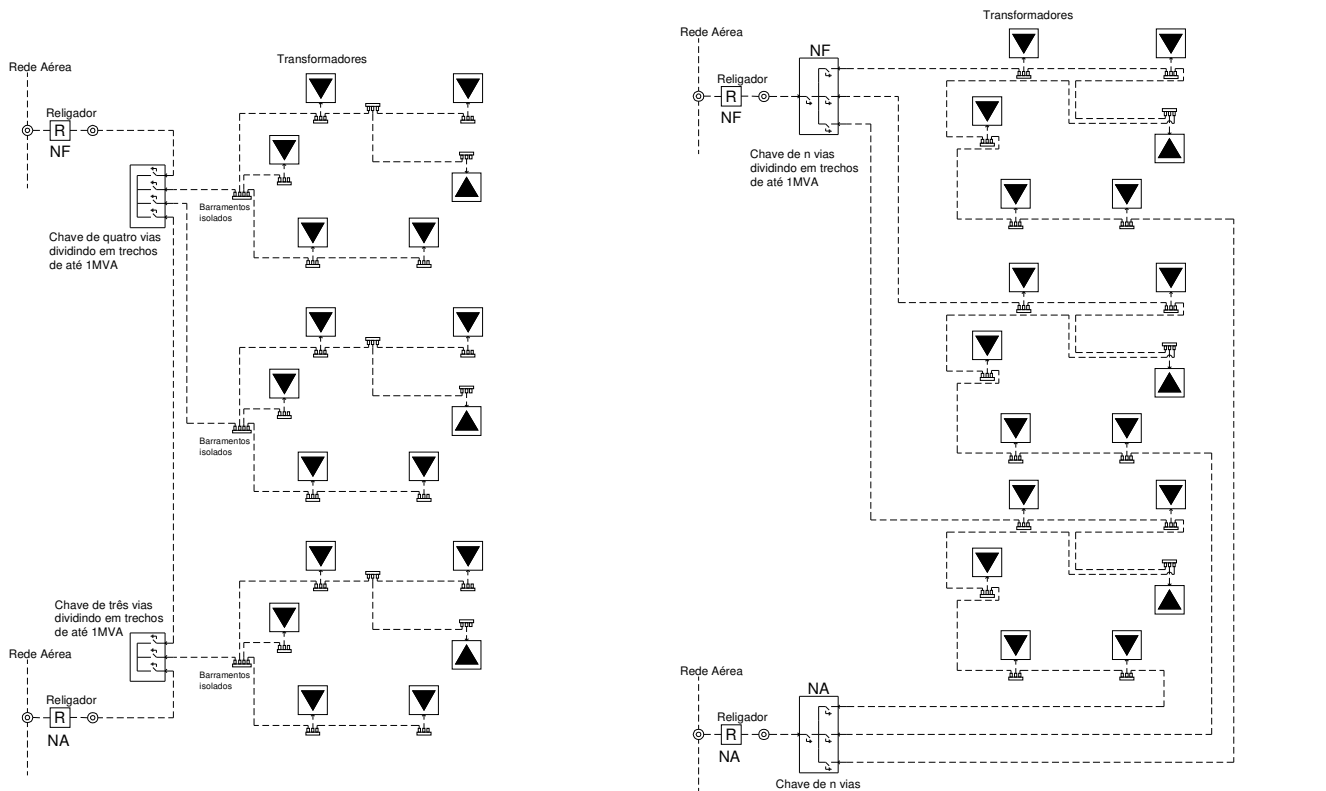 Transformadores
Rede Aérea
Religador
R
NF
Barramentos
isolados
Chave de quatro vias
dividindo em trechos
de até 1MVA
Barramentos
isolados
Chave de três vias
dividindo em trechos
de até 1MVA
Rede Aérea
Barramentos
isolados
Religador
R
NA
Transformadores
Rede Aérea
NF
Religador
R
NF
Chave de n vias
dividindo em trechos
de até 1MVA
Rede Aérea
NA
Religador
R
NA
Chave de n vias